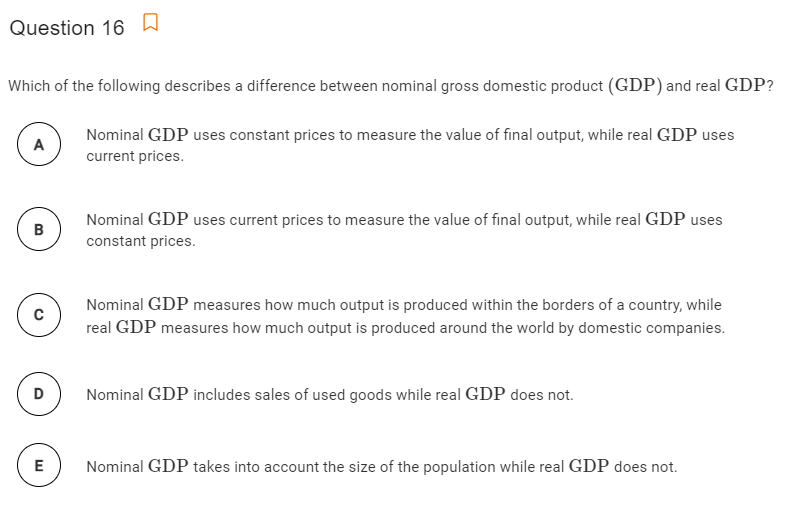 Question 16
Which of the following describes a difference between nominal gross domestic product (GDP) and real GDP?
A
Nominal GDP uses constant prices to measure the value of final output, while real GDP uses
current prices.
B
Nominal GDP uses current prices to measure the value of final output, while real GDP uses
constant prices.
C
Nominal GDP measures how much output is produced within the borders of a country, while
real GDP measures how much output is produced around the world by domestic companies.
D
Nominal GDP includes sales of used goods while real GDP does not.
E
Nominal GDP takes into account the size of the population while real GDP does not.